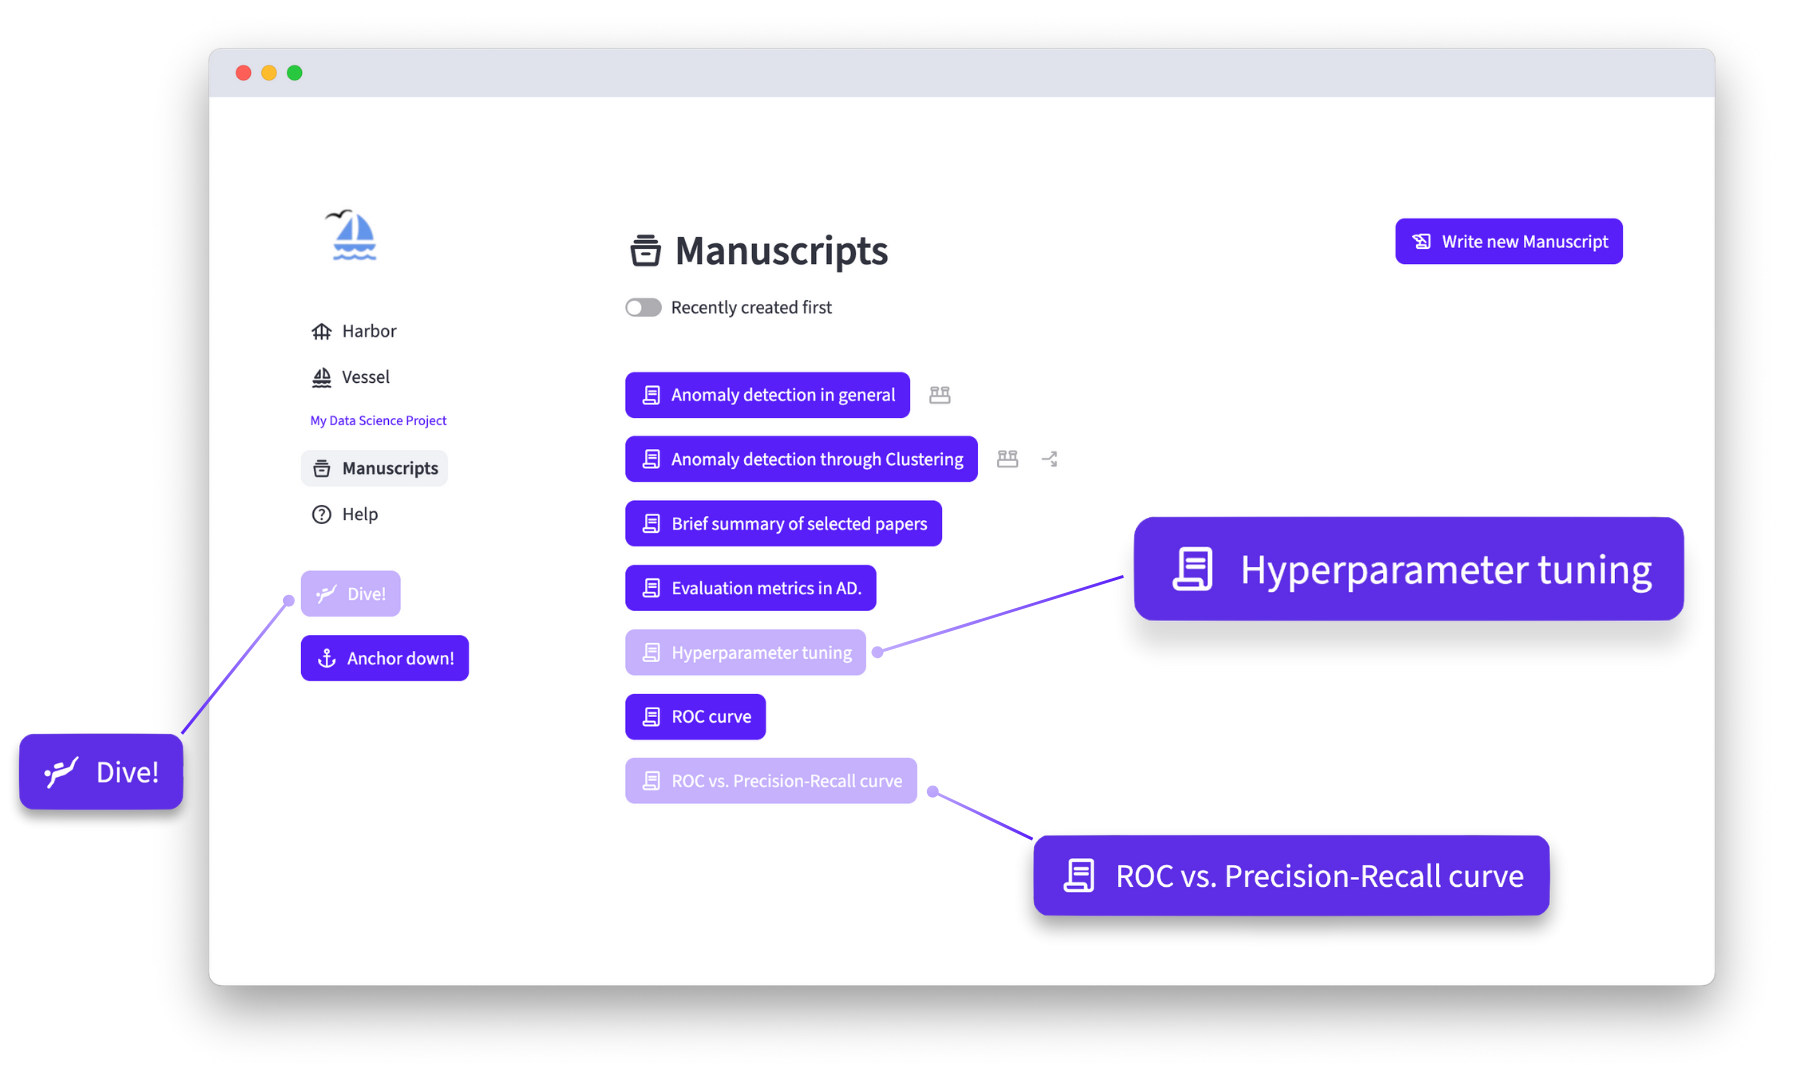 Manuscripts
Write new Manuscript
Recently created first
Harbor
Vessel
My Data Science Project
Manuscripts
Help
Dive!
Anchor down!
Anomaly detection in general
Anomaly detection through Clustering
Brief summary of selected papers
Evaluation metrics in AD.
Hyperparameter tuning
ROC curve
ROC vs. Precision-Recall curve
Hyperparameter tuning
Dive!
ROC vs. Precision-Recall curve